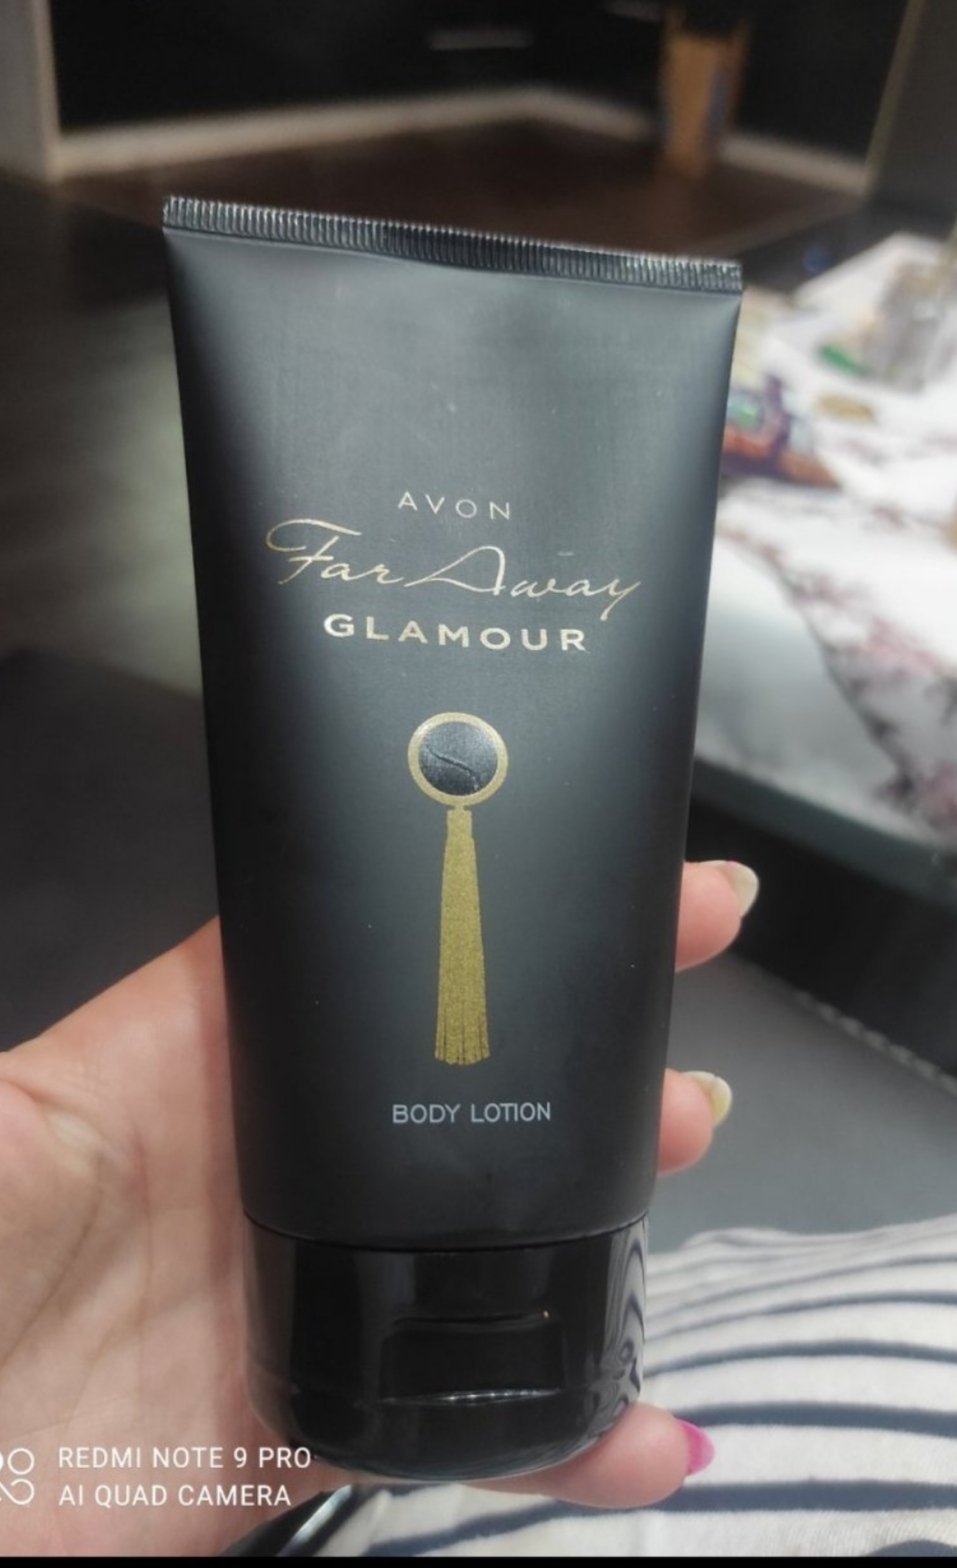 AVON
Far Away
GLAMOUR
BODY LOTION
REDMI NOTE 9 PRO
AI QUAD CAMERA